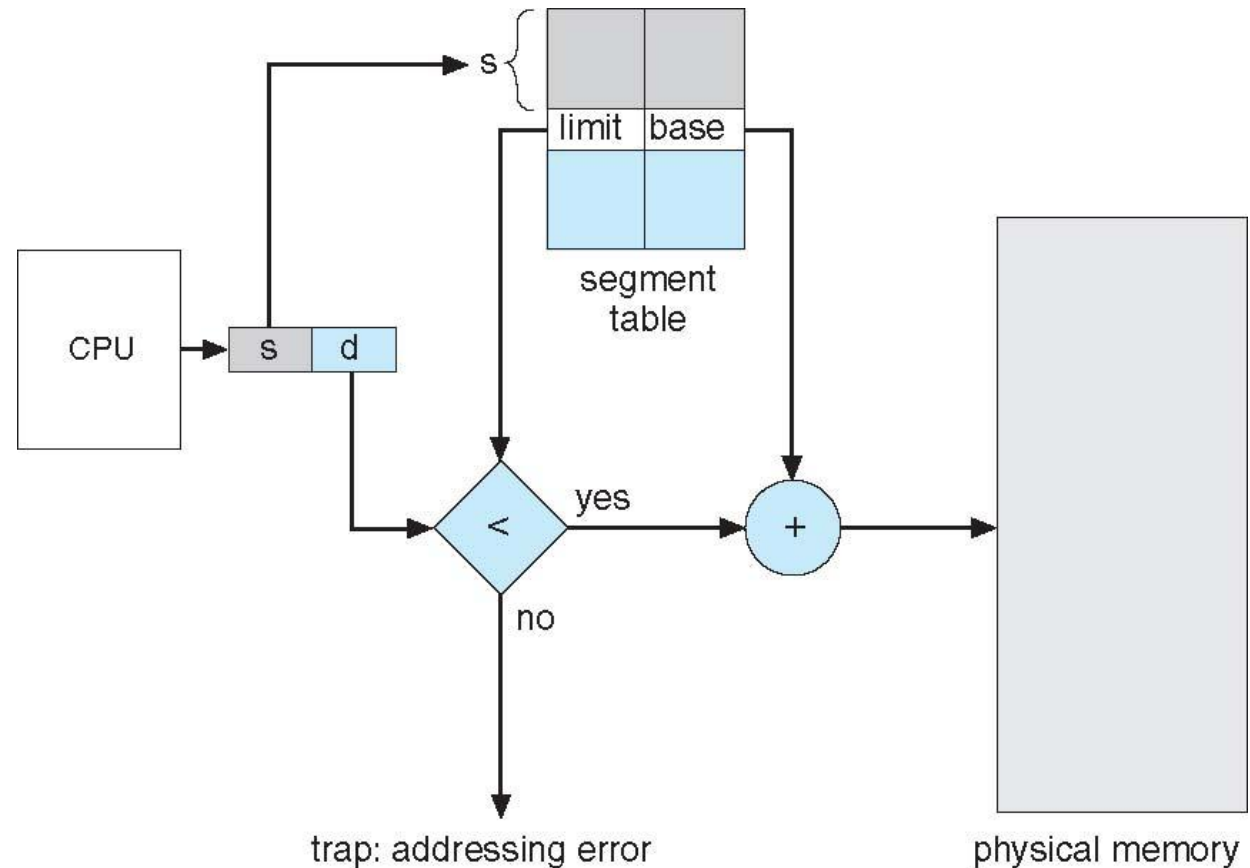 s
limit base
segment
table
CPU
s d
<
yes
+
no
trap: addressing error
physical memory